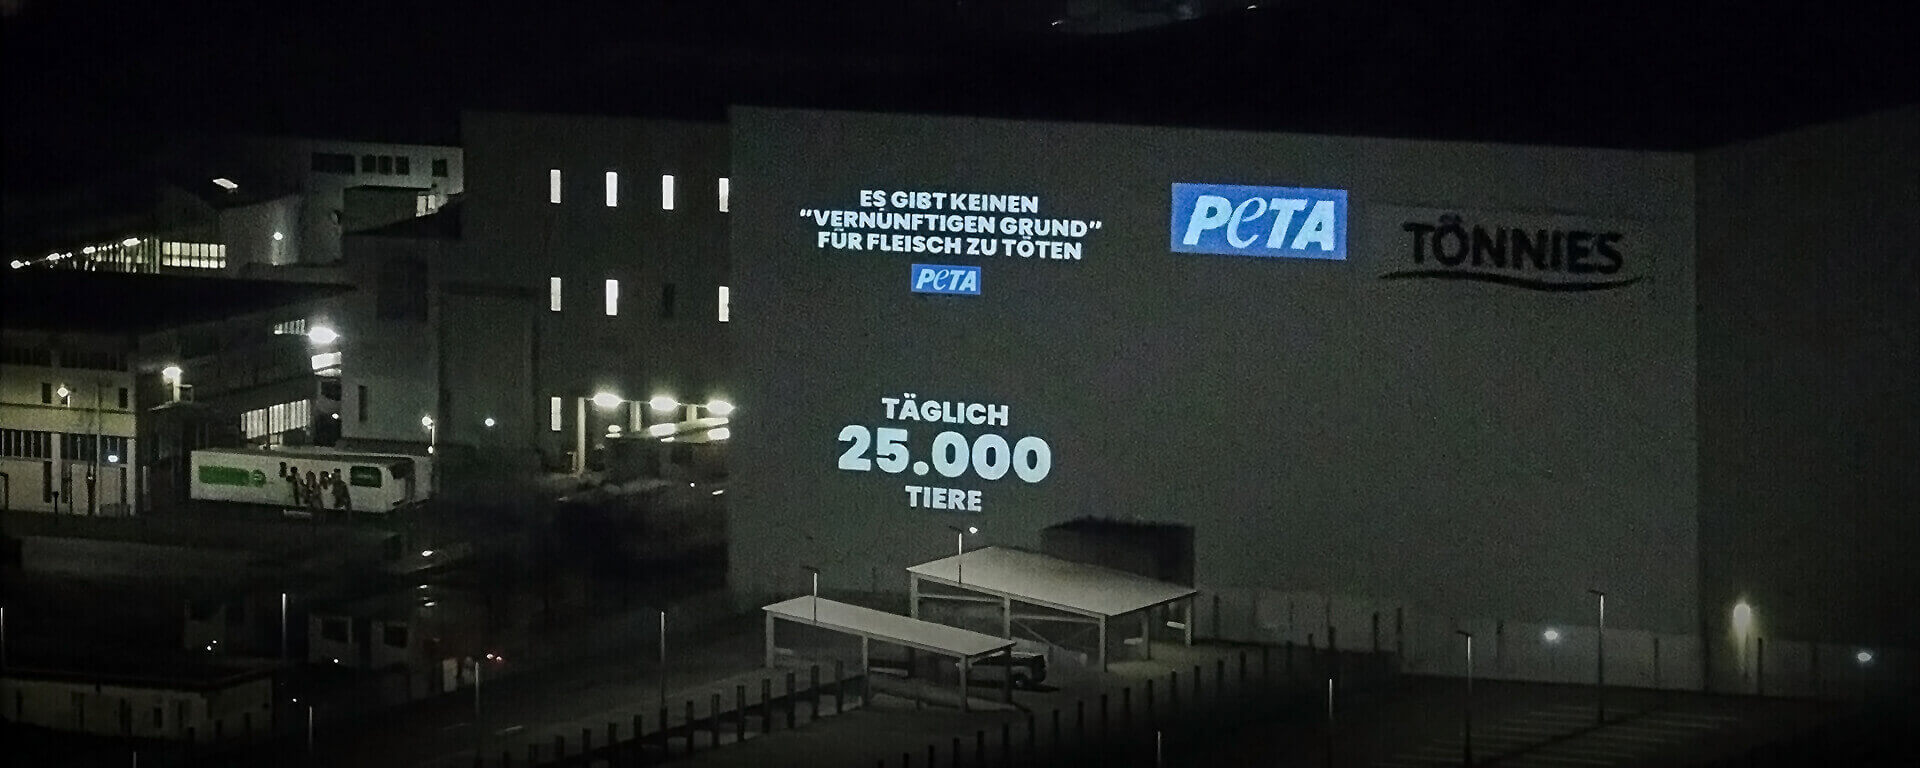 ES GIBT KEINEN
"VERNÜNFTIGEN GRUND"
FÜR FLEISCH ZU TÖTEN
PETA
TÄGLICH
25.000
TIERE
PETA
TÖNNIES